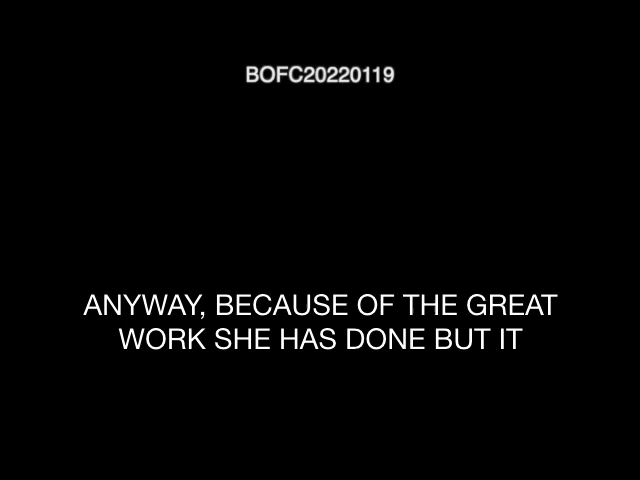 BOFC20220119
ANYWAY, BECAUSE OF THE GREAT
WORK SHE HAS DONE BUT IT